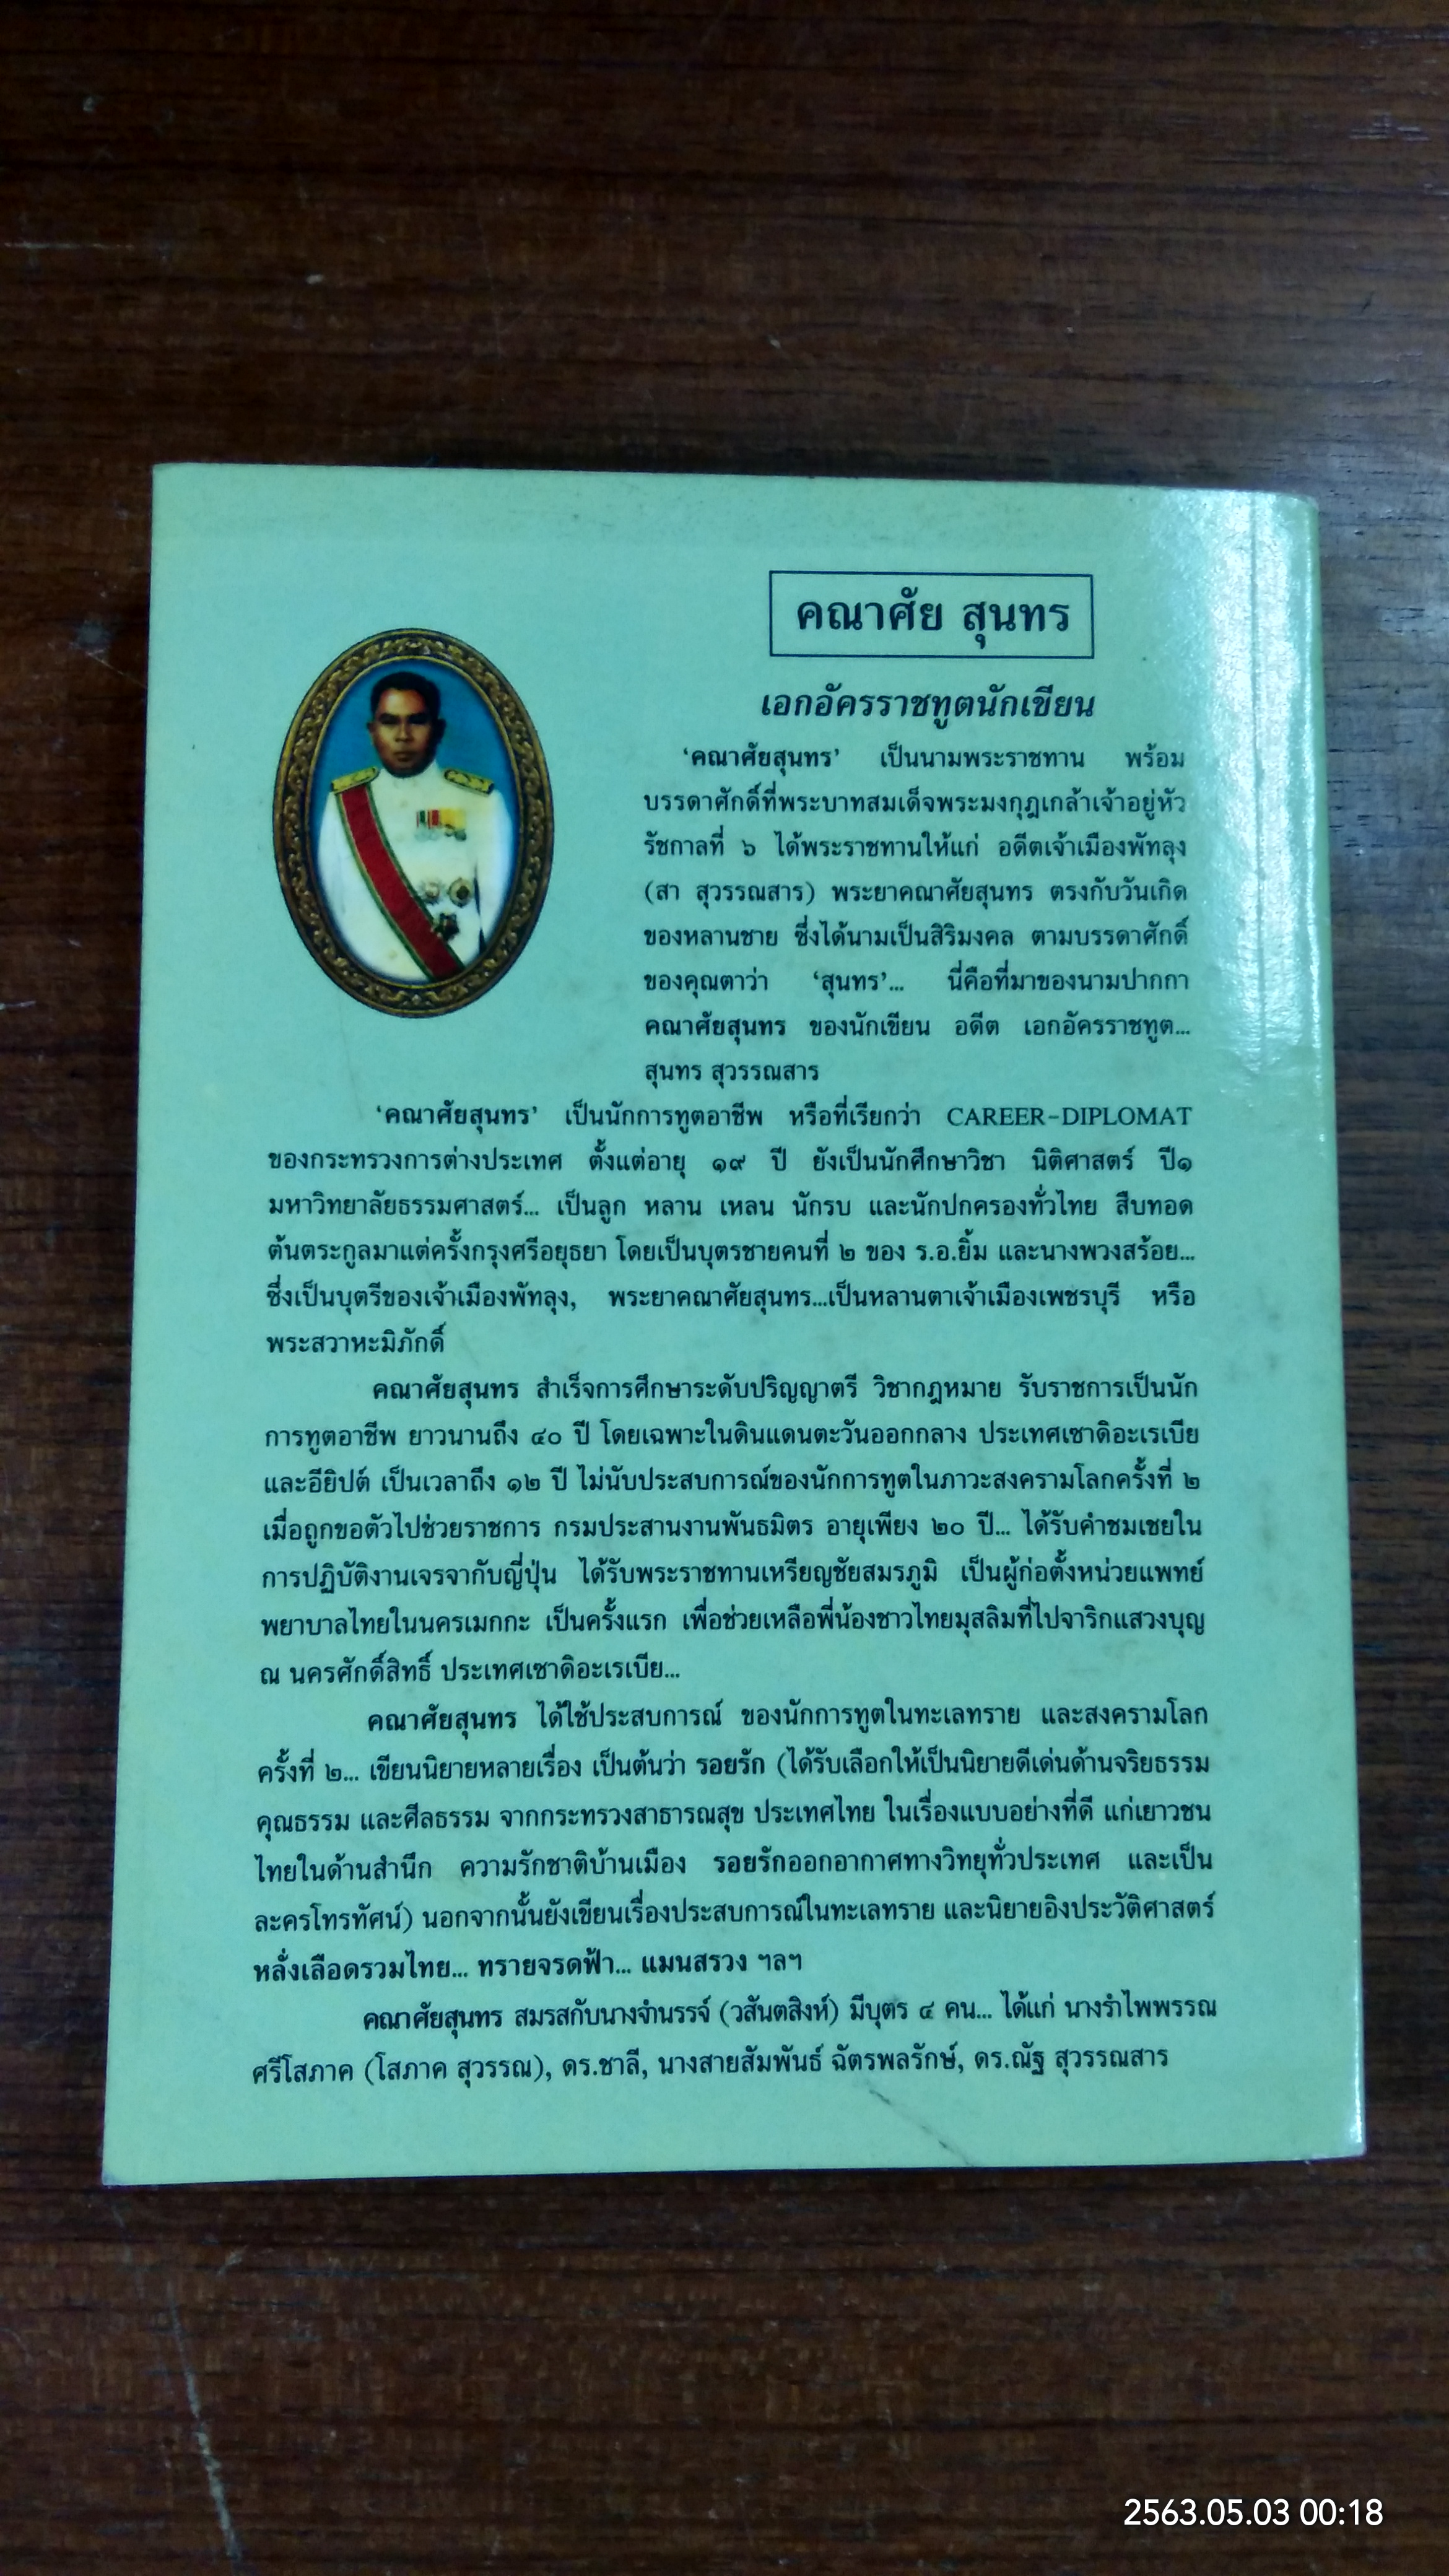 คณาศัย สุนทร
เอกอัครราชทูตนักเขียน
‘คณาศัยสุนทร’ เป็นนามพระราชทาน พร้อม
บรรดาศักดิ์ที่พระบาทสมเด็จพระมงกุฎเกล้าเจ้าอยู่หัว
รัชกาลที่ ๖ ได้พระราชทานให้แก่ อดีตเจ้าเมืองพัทลุง
(สา สุวรรณสาร) พระยาคณาศัยสุนทร ตรงกับวันเกิด
ของหลานชาย ซึ่งได้นามเป็นสิริมงคล ตามบรรดาศักดิ์
ของคุณตาว่า ‘สุนทร’... นี่คือที่มาของนามปากกา
คณาศัยสุนทร ของนักเขียน อดีต เอกอัครราชทูต...
สุนทร สุวรรณสาร
‘คณาศัยสุนทร’ เป็นนักการทูตอาชีพ หรือที่เรียกว่า CAREER-DIPLOMAT
ของกระทรวงการต่างประเทศ ตั้งแต่อายุ ๑๙ ปี ยังเป็นนักศึกษาวิชา นิติศาสตร์ ปี๑
มหาวิทยาลัยธรรมศาสตร์... เป็นลูก หลาน เหลน นักรบ และนักปกครองทั่วไทย สืบทอด
ต้นตระกูลมาแต่ครั้งกรุงศรีอยุธยา โดยเป็นบุตรชายคนที่ ๒ ของ ร.อ.ยิ้ม และนางพวงสร้อย...
ซึ่งเป็นบุตรีของเจ้าเมืองพัทลุง, พระยาคณาศัยสุนทร...เป็นหลานตาเจ้าเมืองเพชรบุรี หรือ
พระสวาหะมิภักดิ์
คณาศัยสุนทร สำเร็จการศึกษาระดับปริญญาตรี วิชากฎหมาย รับราชการเป็นนัก
การทูตอาชีพ ยาวนานถึง ๔๐ ปี โดยเฉพาะในดินแดนตะวันออกกลาง ประเทศเซาดิอะเรเบีย
และอียิปต์ เป็นเวลาถึง ๑๒ ปี ไม่นับประสบการณ์ของนักการทูตในภาวะสงครามโลกครั้งที่ ๒
เมื่อถูกขอตัวไปช่วยราชการ กรมประสานงานพันธมิตร อายุเพียง ๒๐ ปี... ได้รับคำชมเชยใน
การปฏิบัติงานเจรจากับญี่ปุ่น ได้รับพระราชทานเหรียญชัยสมรภูมิ เป็นผู้ก่อตั้งหน่วยแพทย์
พยาบาลไทยในนครเมกกะ เป็นครั้งแรก เพื่อช่วยเหลือพี่น้องชาวไทยมุสลิมที่ไปจาริกแสวงบุญ
ณ นครศักดิ์สิทธิ์ ประเทศเซาดิอะเรเบีย...
คณาศัยสุนทร ได้ใช้ประสบการณ์ ของนักการทูตในทะเลทราย และสงครามโลก
ครั้งที่ ๒... เขียนนิยายหลายเรื่อง เป็นต้นว่า รอยรัก (ได้รับเลือกให้เป็นนิยายดีเด่นด้านจริยธรรม
คุณธรรม และศีลธรรม จากกระทรวงสาธารณสุข ประเทศไทย ในเรื่องแบบอย่างที่ดี แก่เยาวชน
ไทยในด้านสำนึก ความรักชาติบ้านเมือง รอยรักออกอากาศทางวิทยุทั่วประเทศ และเป็น
ละครโทรทัศน์) นอกจากนั้นยังเขียนเรื่องประสบการณ์ในทะเลทราย และนิยายอิงประวัติศาสตร์
หลั่งเลือดรวมไทย... ทรายจรดฟ้า... แมนสรวง ฯลฯ
คณาศัยสุนทร สมรสกับนางจำนรรจ์ (วสันตสิงห์) มีบุตร ๔ คน... ได้แก่ นางรำไพพรรณ
ศรีโสภาค (โสภาค สุวรรณ), ดร.ชาลี, นางสายสัมพันธ์ ฉัตรพลรักษ์, ดร.ณัฐ สุวรรณสาร
2563.05.03 00:18